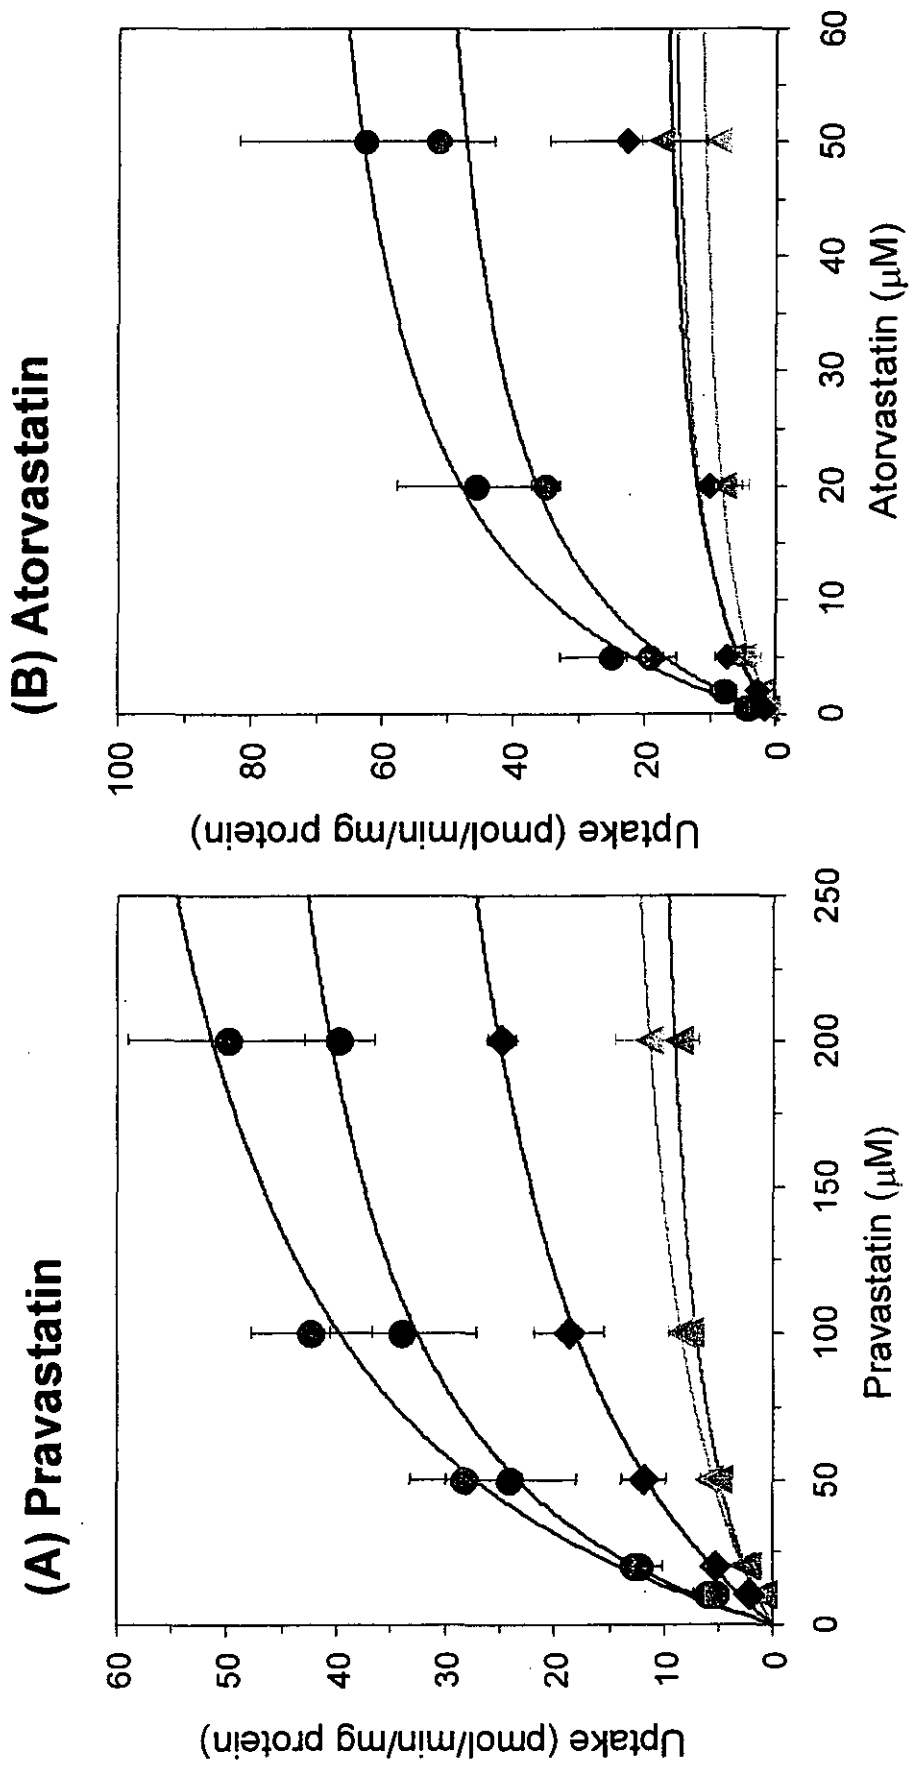 (A) Pravastatin
Uptake (pmol/min/mg protein)
60
50
40
30
20
10
0
0 50 100 150 200 250
Pravastatin (μM)
(B) Atorvastatin
Uptake (pmol/min/mg protein)
100
80
60
40
20
0
0 10 20 30 40 50 60
Atorvastatin (μM)